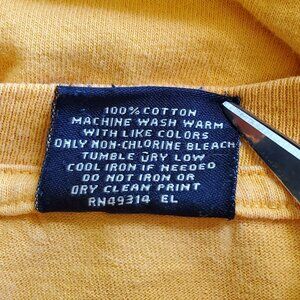 100% COTTON
MACHINE WASH WARM
WITH LIKE COLORS
ONLY NON-CHLORINE BLEACH
TUMBLE DRY LOW
COOL IRON IF NEEDED
DO NOT IRON OR
DRY CLEAN PRINT
RN49314 EL